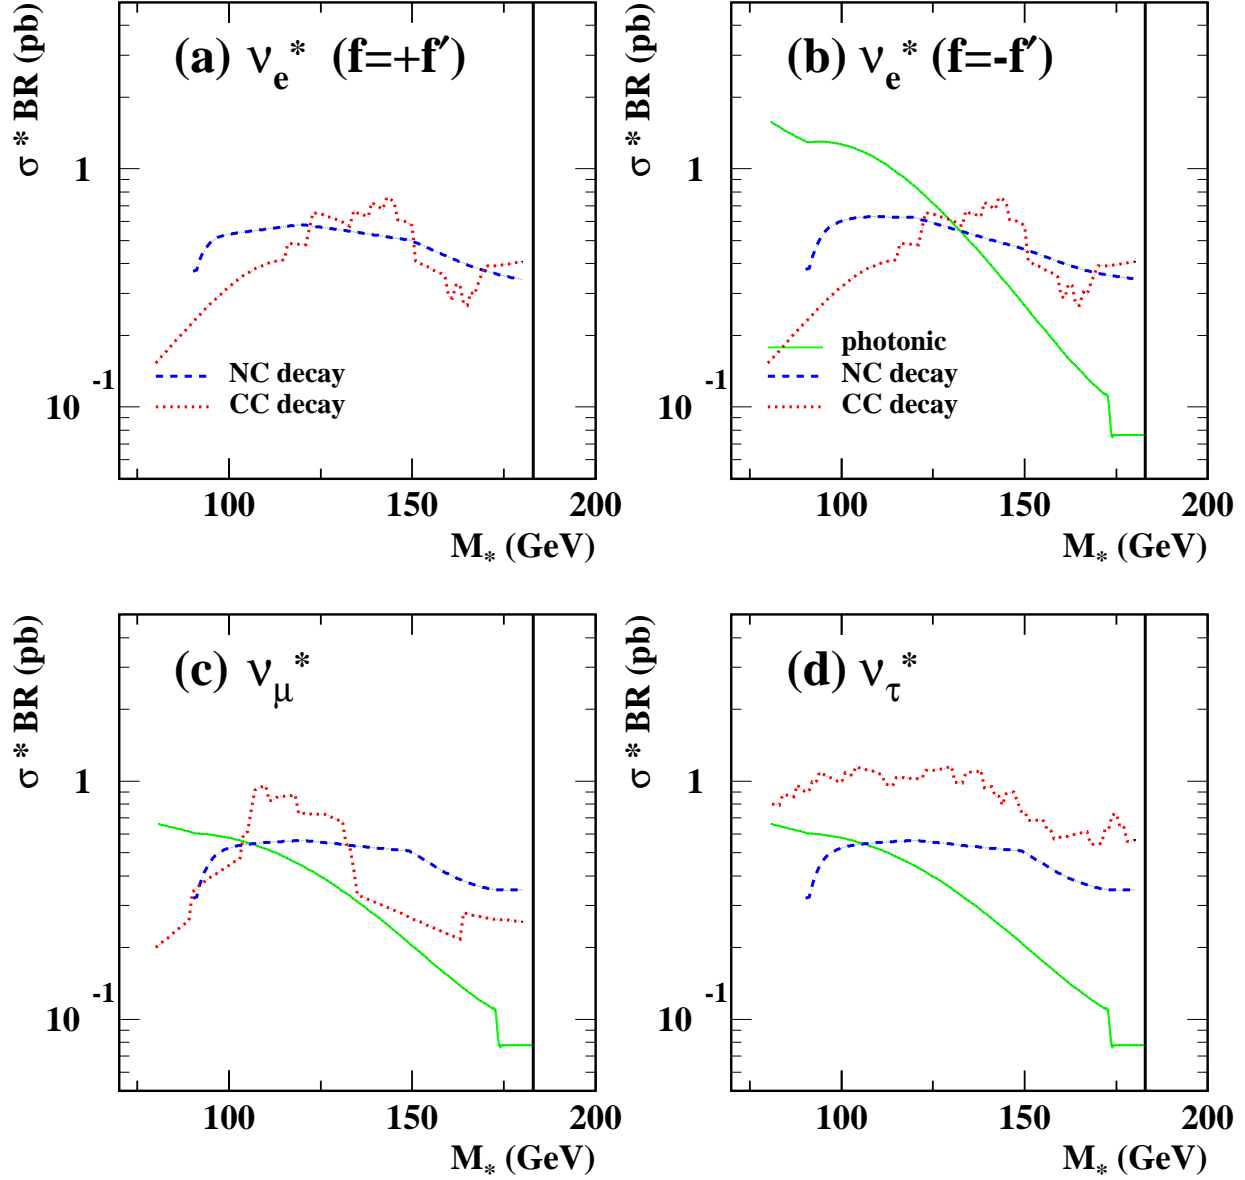 σ * BR (pb)
(a) νₑ* (f=+f′)
1
10⁻¹
NC decay
CC decay
100 150 200
M* (GeV)
σ * BR (pb)
(b) νₑ* (f=-f′)
1
10⁻¹
photonic
NC decay
CC decay
100 150 200
M* (GeV)
σ * BR (pb)
(c) ν_μ*
1
10⁻¹
100 150 200
M* (GeV)
σ * BR (pb)
(d) ν_τ*
1
10⁻¹
100 150 200
M* (GeV)